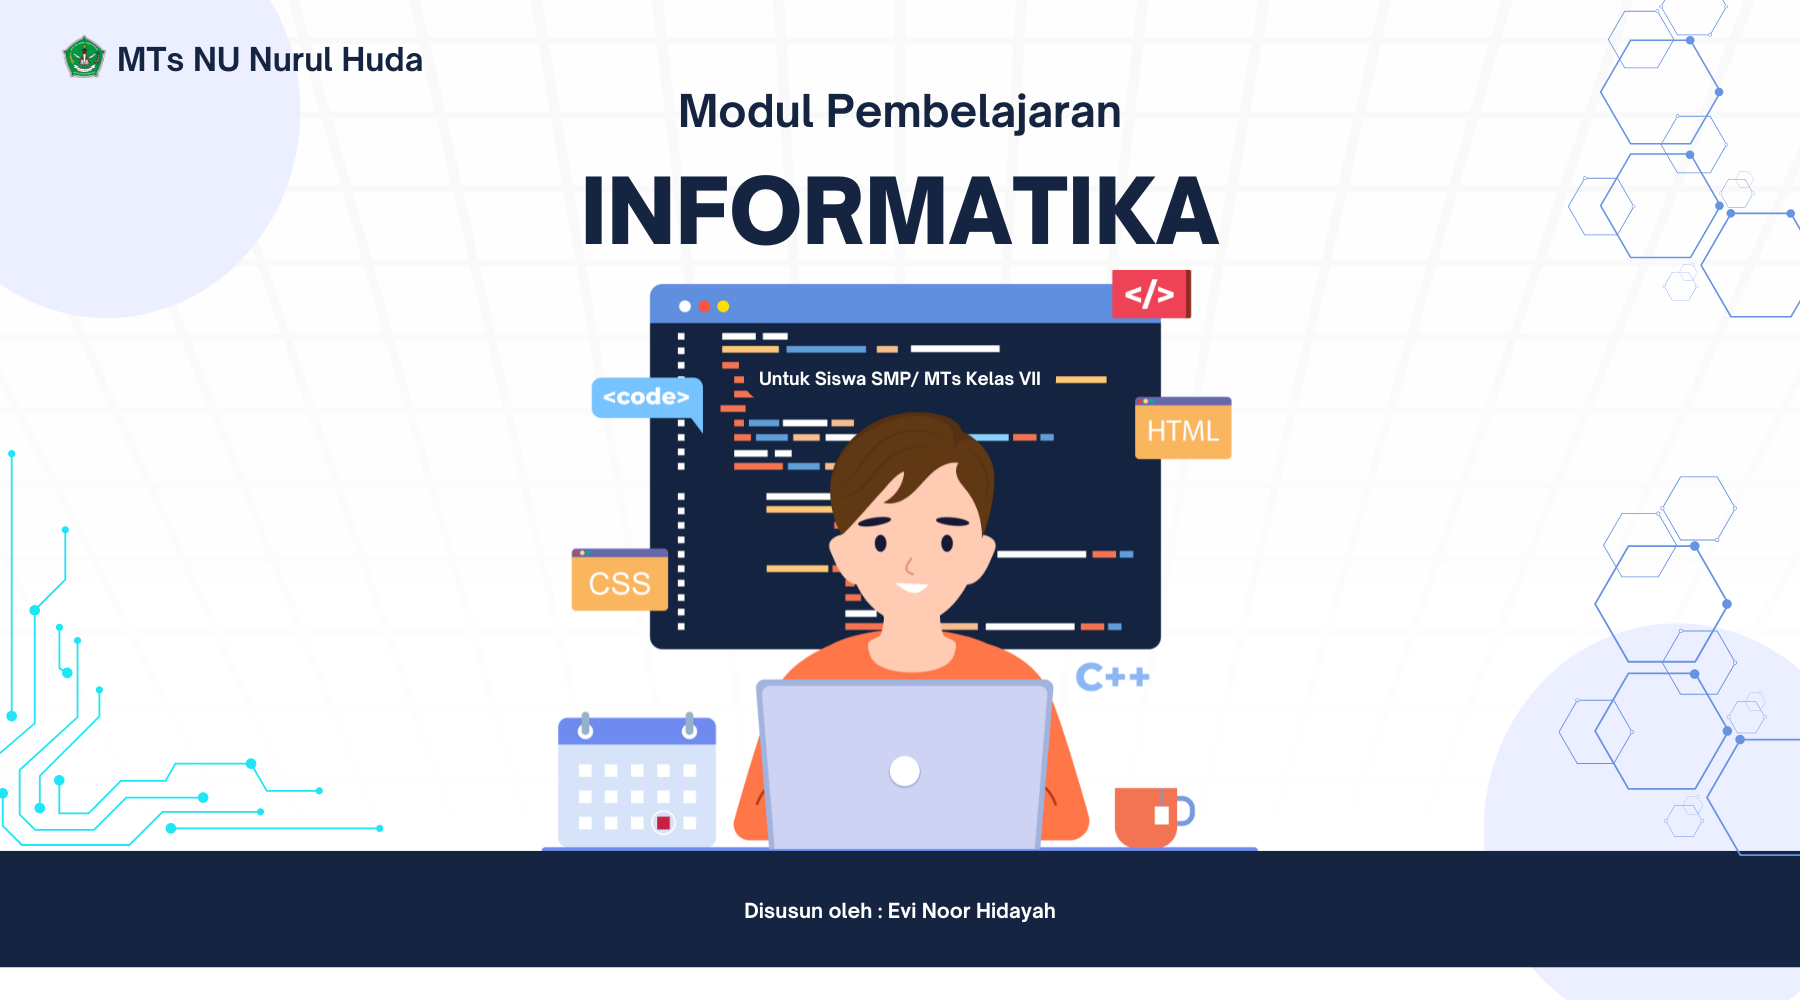 MTs NU Nurul Huda
Modul Pembelajaran
INFORMATIKA
</>
Untuk Siswa SMP/ MTs Kelas VII
<code>
HTML
CSS
C++
Disusun oleh : Evi Noor Hidayah